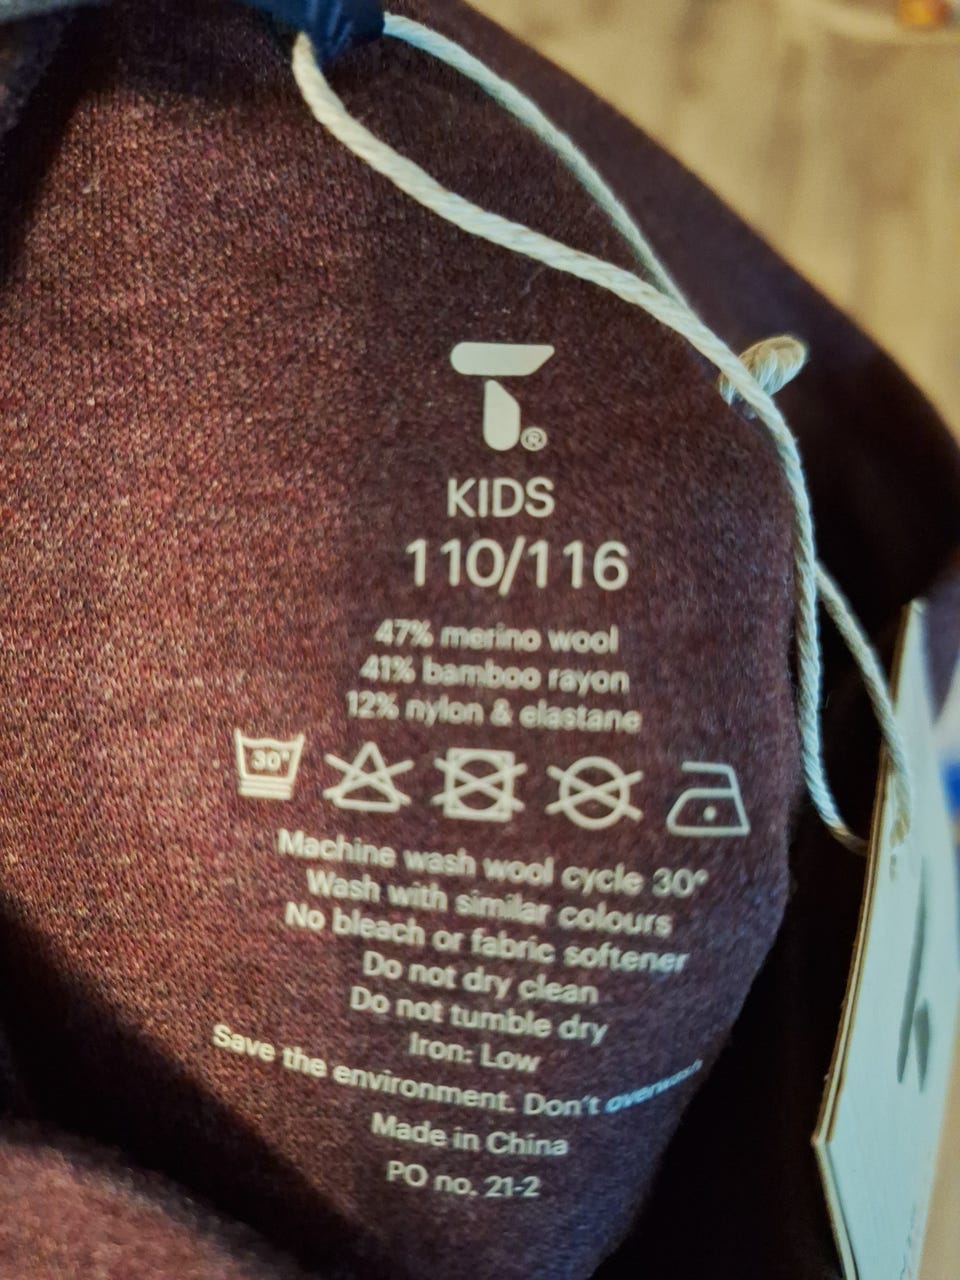 T®
KIDS
110/116
47% merino wool
41% bamboo rayon
12% nylon & elastane
30°
Machine wash wool cycle 30°
Wash with similar colours
No bleach or fabric softener
Do not dry clean
Do not tumble dry
Iron: Low
Save the environment. Don't overwash
Made in China
PO no. 21-2